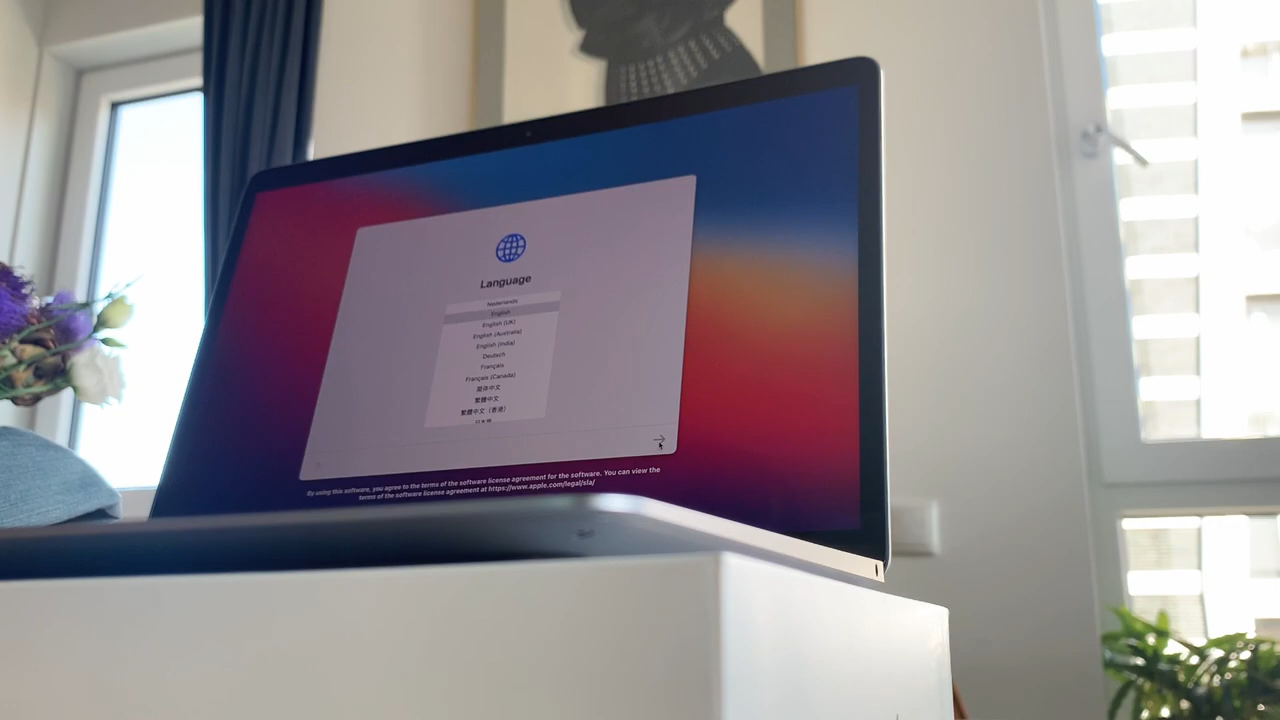 Language
Nederlands
English
English (UK)
English (Australia)
English (India)
Deutsch
Français
Français (Canada)
简体中文
繁體中文
繁體中文（香港）
By using this software, you agree to the terms of the software license agreement for the software. You can view the
terms of the software license agreement at https://www.apple.com/legal/sla/